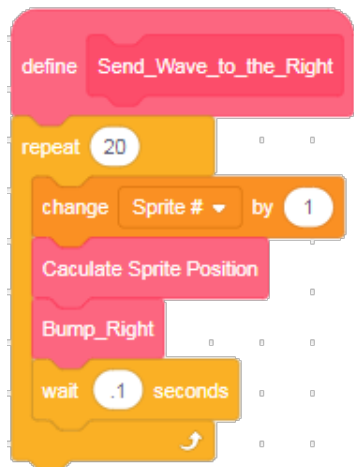 define Send_Wave_to_the_Right
repeat 20
change Sprite # by 1
Caculate Sprite Position
Bump_Right
wait .1 seconds